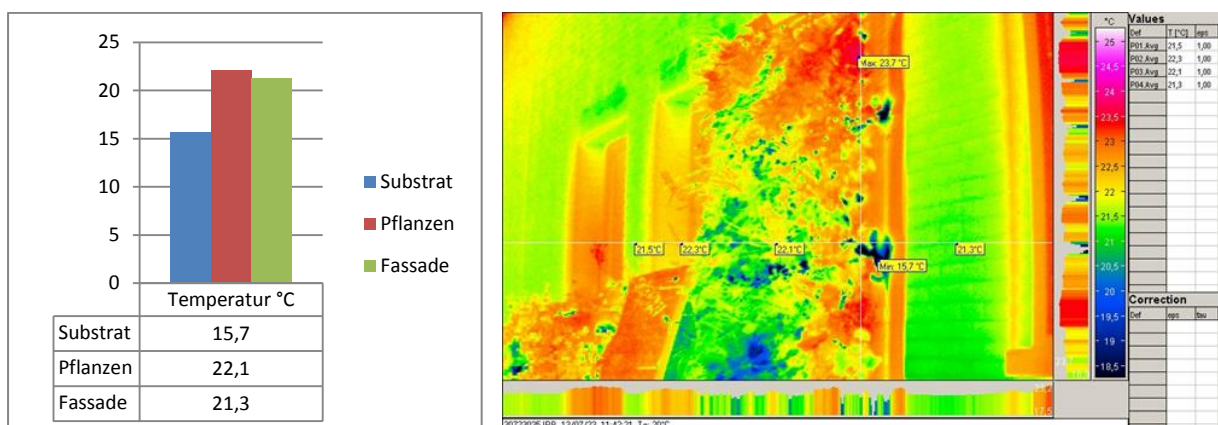 25
20
15
10
5
0
Temperatur °C
Substrat
Pflanzen
Fassade
Substrat 15,7
Pflanzen 22,1
Fassade 21,3
Max: 23,7 °C
21,5°C 22,3°C 22,1°C 21,3°C
Min: 15,7 °C
°C
25
24,5
24
23,5
23
22,5
22
21,5
21
20,5
20
19,5
19
18,5
Values
Def T [°C] eps
P01.Avg 21,5 1,00
P02.Avg 22,3 1,00
P03.Avg 22,1 1,00
P04.Avg 21,3 1,00
Correction
Def eps tau
17,5